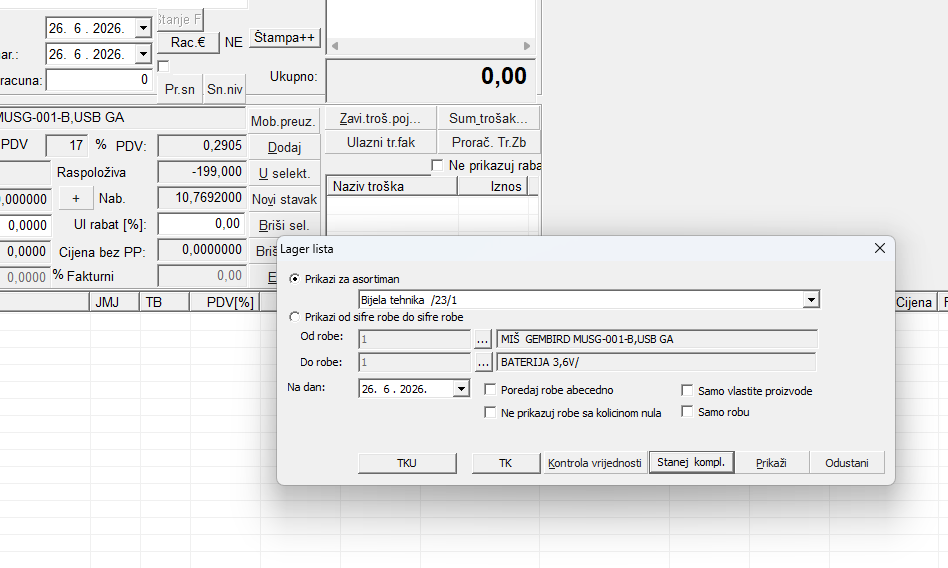 26. 6 . 2026.
Stanje F
Rac.€ NE Štampa++
ar.: 26. 6 . 2026.
racuna: 0
Pr.sn Sn.niv
Ukupno: 0,00
MUSG-001-B,USB GA
Mob.preuz. Zavi.troš.poj... Sum_trošak...
PDV 17 % PDV: 0,2905
Dodaj Ulazni tr.fak Prorač. Tr.Zb
Raspoloživa -199,000
U selekt. Ne prikazuj raba
,000000 + Nab. 10,7692000
Novi stavak Naziv troška Iznos
0,0000 Ul rabat [%]: 0,00
Briši sel.
0,0000 Cijena bez PP: 0,0000000
Briš
0,0000 % Fakturni 0,00
E
JMJ TB PDV[%] Cijena F
Lager lista
Prikazi za asortiman
Bijela tehnika /23/1
Prikazi od sifre robe do sifre robe
Od robe: 1 ... MIŠ GEMBIRD MUSG-001-B,USB GA
Do robe: 1 ... BATERIJA 3,6V/
Na dan: 26. 6 . 2026. Poredaj robe abecedno Samo vlastite proizvode
Ne prikazuj robe sa kolicinom nula Samo robu
TKU TK Kontrola vrijednosti Stanej kompl. Prikaži Odustani